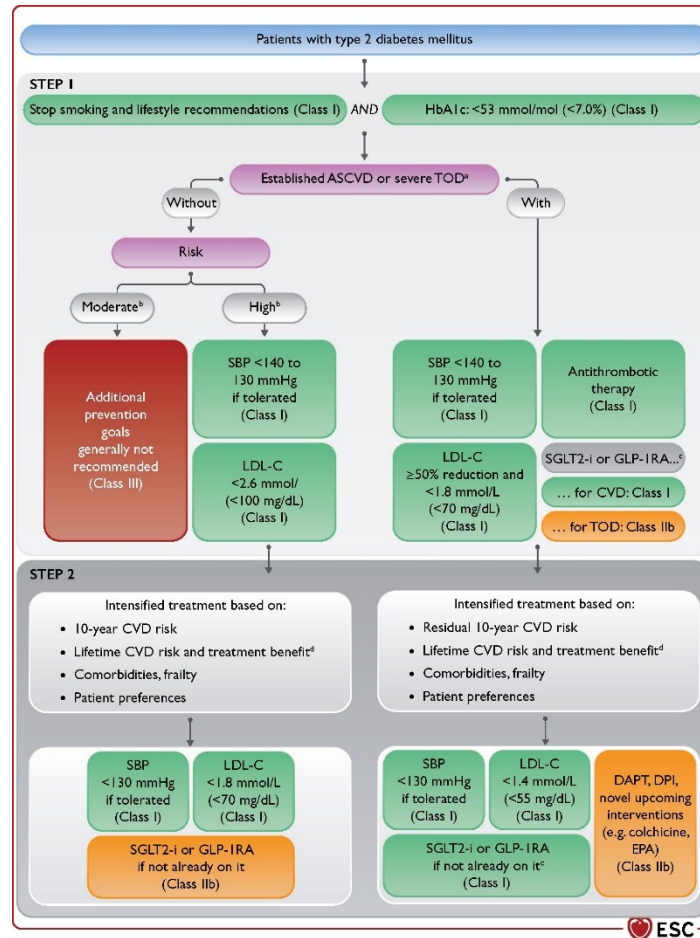 Patients with type 2 diabetes mellitus
STEP 1
Stop smoking and lifestyle recommendations (Class I)
AND
HbA1c: <53 mmol/mol (<7.0%) (Class I)
Established ASCVD or severe TODᵃ
Without
With
Risk
Moderateᵇ
Highᵇ
Additional
prevention
goals
generally not
recommended
(Class III)
SBP <140 to
130 mmHg
if tolerated
(Class I)
LDL-C
<2.6 mmol/
(<100 mg/dL)
(Class I)
SBP <140 to
130 mmHg
if tolerated
(Class I)
LDL-C
≥50% reduction and
<1.8 mmol/L
(<70 mg/dL)
(Class I)
Antithrombotic
therapy
(Class I)
SGLT2-i or GLP-1RA...ᶜ
... for CVD: Class I
... for TOD: Class IIb
STEP 2
Intensified treatment based on:
• 10-year CVD risk
• Lifetime CVD risk and treatment benefitᵈ
• Comorbidities, frailty
• Patient preferences
Intensified treatment based on:
• Residual 10-year CVD risk
• Lifetime CVD risk and treatment benefitᵈ
• Comorbidities, frailty
• Patient preferences
SBP
<130 mmHg
if tolerated
(Class I)
LDL-C
<1.8 mmol/L
(<70 mg/dL)
(Class I)
SGLT2-i or GLP-1RA
if not already on it
(Class IIb)
SBP
<130 mmHg
if tolerated
(Class I)
LDL-C
<1.4 mmol/L
(<55 mg/dL)
(Class I)
SGLT2-i or GLP-1RA
if not already on itᶜ
(Class I)
DAPT, DPI,
novel upcoming
interventions
(e.g. colchicine,
EPA)
(Class IIb)
ESC